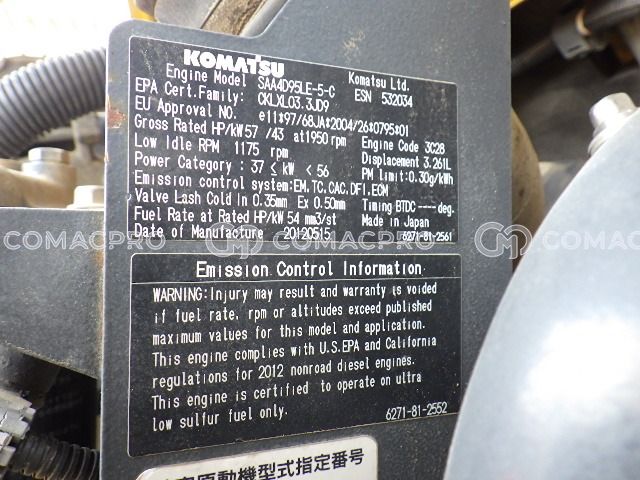 KOMATSU
Komatsu Ltd.
Engine Model SAA4D95LE-5-C
ESN 532034
EPA Cert.Family: CKLXL03.3JD9
EU Approval NO. e11*97/68JA*2004/26*0795*01
Gross Rated HP/kW 57 /43 at 1950 rpm
Engine Code 3C28
Low Idle RPM 1175 rpm
Displacement 3.261L
Power Category: 37 ≤ kW < 56
PM Limit: 0.30g/kWh
Emission control system: EM,TC,CAC,DFI,ECM
Valve Lash Cold In 0.35mm Ex 0.50mm
Timing BTDC ----deg.
Fuel Rate at Rated HP/kW 54 mm3/st
Made in Japan
Date of Manufacture 20120515
6271-81-2561
COMACPRO COMACPRO COMACPRO
Emission Control Information
WARNING:Injury may result and warranty is voided
if fuel rate, rpm or altitudes exceed published
maximum values for this model and application.
This engine complies with U.S.EPA and California
regulations for 2012 nonroad diesel engines.
This engine is certified to operate on ultra
low sulfur fuel only.
6271-81-2552
原動機型式指定番号